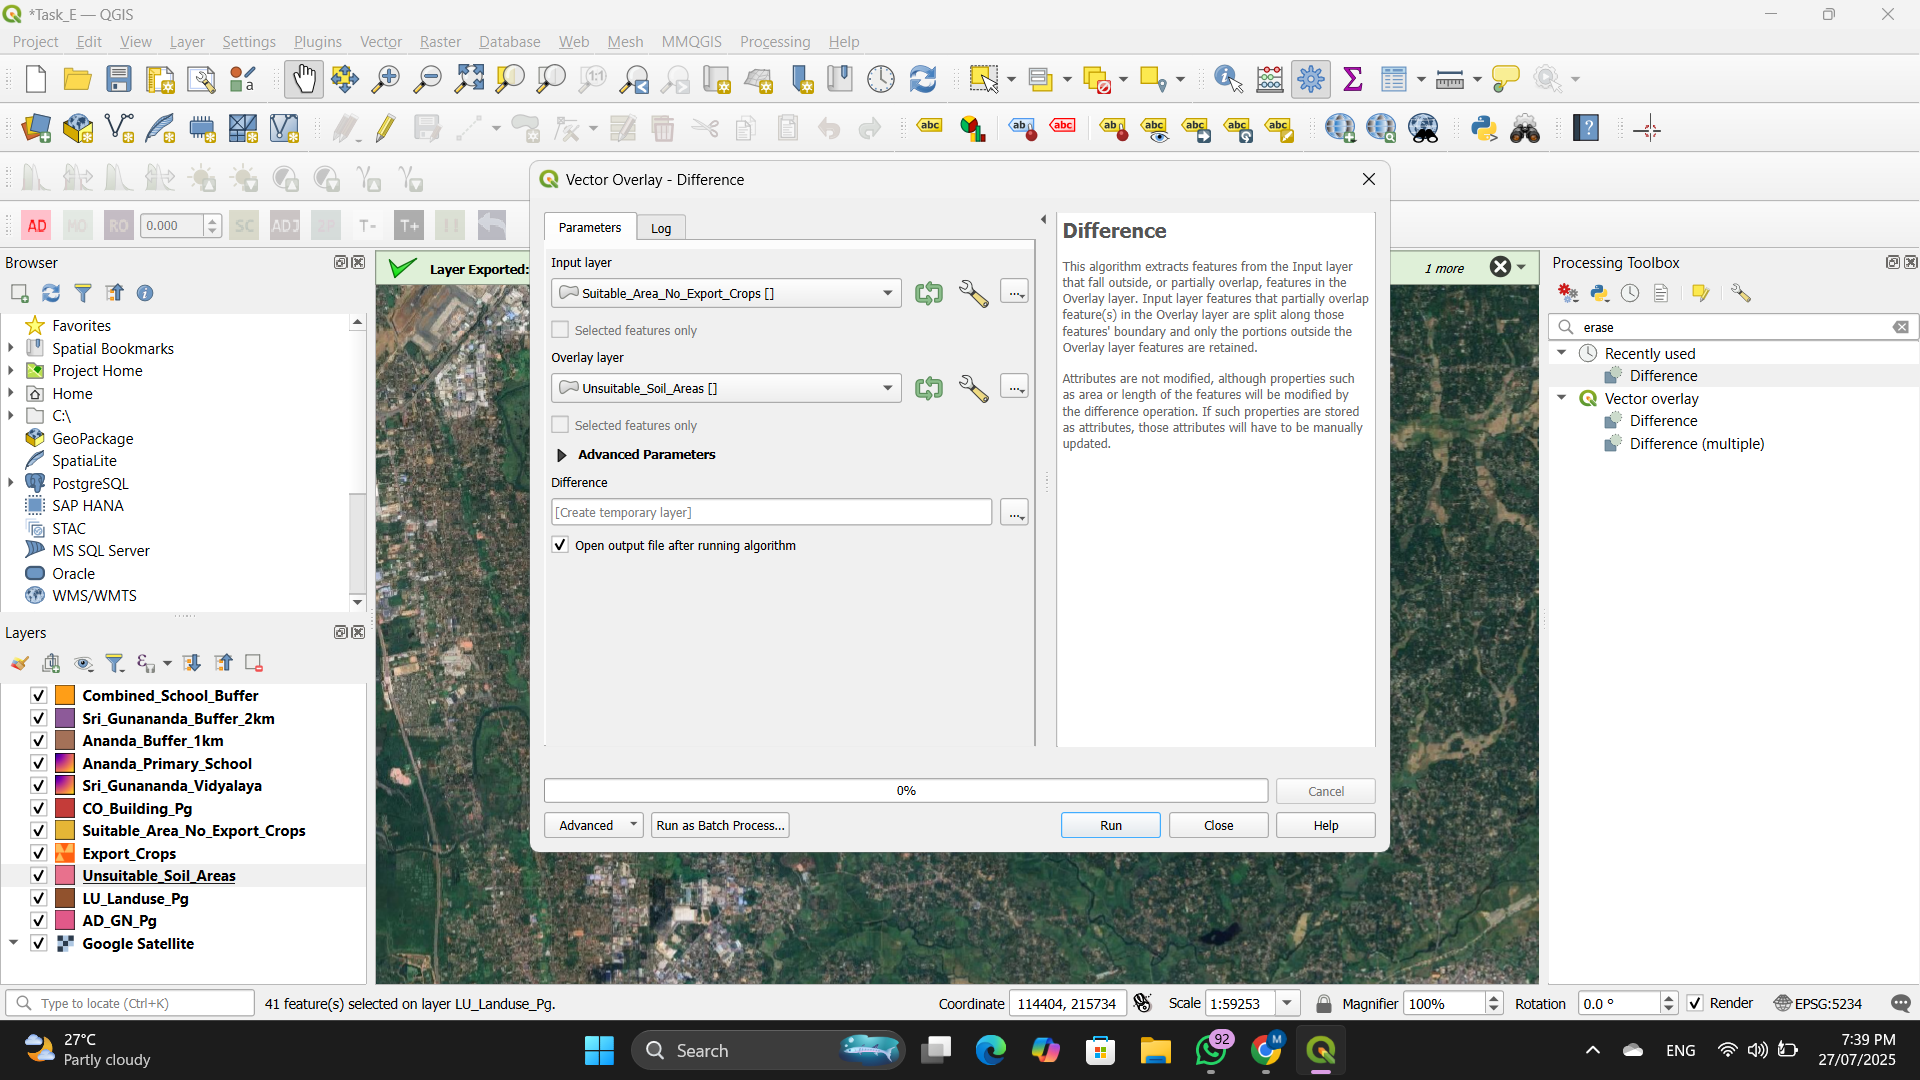 *Task_E — QGIS
Project Edit View Layer Settings Plugins Vector Raster Database Web Mesh MMQGIS Processing Help
abc abc abc abc abc abc abc abc
AD MO RO 0.000 SC ADJ 2P T- T+
Browser
Favorites
Spatial Bookmarks
Project Home
Home
C:\
GeoPackage
SpatiaLite
PostgreSQL
SAP HANA
STAC
MS SQL Server
Oracle
WMS/WMTS
Layers
Combined_School_Buffer
Sri_Gunananda_Buffer_2km
Ananda_Buffer_1km
Ananda_Primary_School
Sri_Gunananda_Vidyalaya
CO_Building_Pg
Suitable_Area_No_Export_Crops
Export_Crops
Unsuitable_Soil_Areas
LU_Landuse_Pg
AD_GN_Pg
Google Satellite
Layer Exported:
1 more
Vector Overlay - Difference
Parameters Log
Input layer
Suitable_Area_No_Export_Crops []
Selected features only
Overlay layer
Unsuitable_Soil_Areas []
Selected features only
Advanced Parameters
Difference
[Create temporary layer]
Open output file after running algorithm
0%
Cancel
Advanced Run as Batch Process... Run Close Help
Difference
This algorithm extracts features from the Input layer
that fall outside, or partially overlap, features in the
Overlay layer. Input layer features that partially overlap
feature(s) in the Overlay layer are split along those
features' boundary and only the portions outside the
Overlay layer features are retained.
Attributes are not modified, although properties such
as area or length of the features will be modified by
the difference operation. If such properties are stored
as attributes, those attributes will have to be manually
updated.
Processing Toolbox
erase
Recently used
Difference
Vector overlay
Difference
Difference (multiple)
Type to locate (Ctrl+K) 41 feature(s) selected on layer LU_Landuse_Pg. Coordinate 114404, 215734 Scale 1:59253 Magnifier 100% Rotation 0.0 ° Render EPSG:5234
27°C
Partly cloudy
Search
92
M
ENG
7:39 PM
27/07/2025